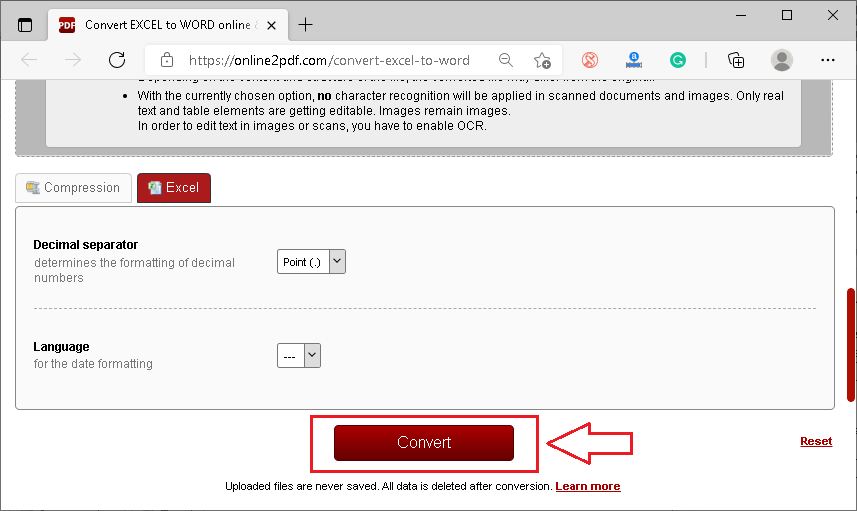 PDF Convert EXCEL to WORD online
https://online2pdf.com/convert-excel-to-word
a
G
With the currently chosen option, no character recognition will be applied in scanned documents and images. Only real
text and table elements are getting editable. Images remain images.
In order to edit text in images or scans, you have to enable OCR.
Compression
Excel
Decimal separator
determines the formatting of decimal
numbers
Point (.)
Language
for the date formatting
---
Convert
Reset
Uploaded files are never saved. All data is deleted after conversion. Learn more